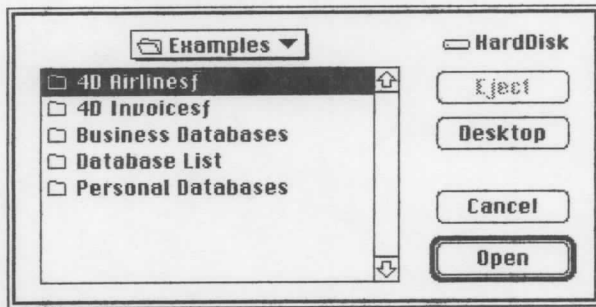 Examples
HardDisk
4D Airlinesƒ
4D Invoicesƒ
Business Databases
Database List
Personal Databases
Eject
Desktop
Cancel
Open